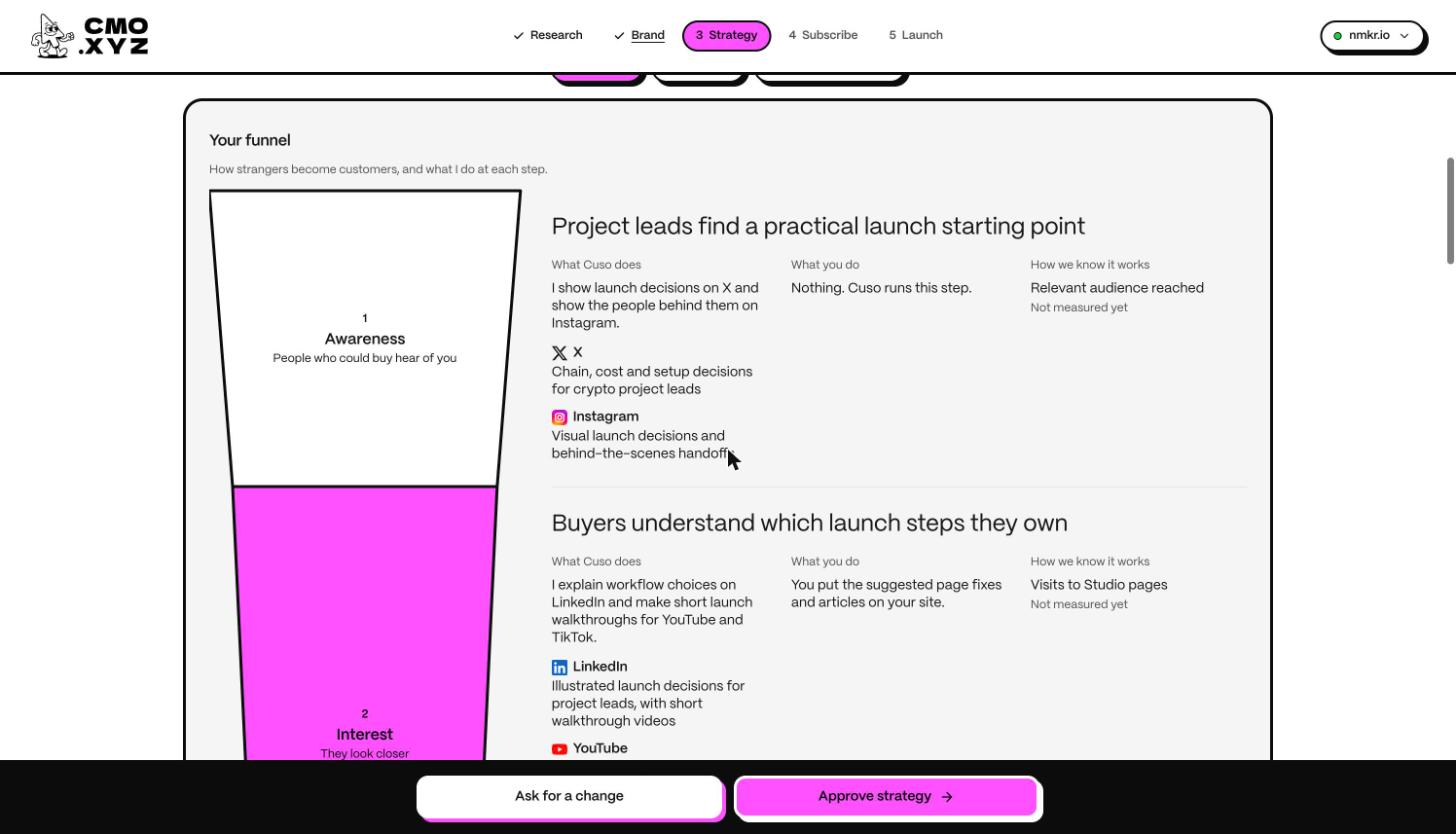 CMO
.XYZ
Research
Brand
3 Strategy
4 Subscribe
5 Launch
nmkr.io
Your funnel
How strangers become customers, and what I do at each step.
1
Awareness
People who could buy hear of you
Project leads find a practical launch starting point
What Cuso does
I show launch decisions on X and
show the people behind them on
Instagram.
X
Chain, cost and setup decisions
for crypto project leads
Instagram
Visual launch decisions and
behind-the-scenes handoffs
What you do
Nothing. Cuso runs this step.
How we know it works
Relevant audience reached
Not measured yet
2
Interest
They look closer
Buyers understand which launch steps they own
What Cuso does
I explain workflow choices on
LinkedIn and make short launch
walkthroughs for YouTube and
TikTok.
LinkedIn
Illustrated launch decisions for
project leads, with short
walkthrough videos
YouTube
What you do
You put the suggested page fixes
and articles on your site.
How we know it works
Visits to Studio pages
Not measured yet
Ask for a change
Approve strategy